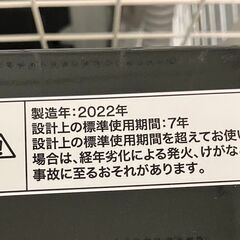 製造年：2022年
設計上の標準使用期間：7年
設計上の標準使用期間を超えてお使い
場合は、経年劣化による発火、けがな
事故に至るおそれがあります。